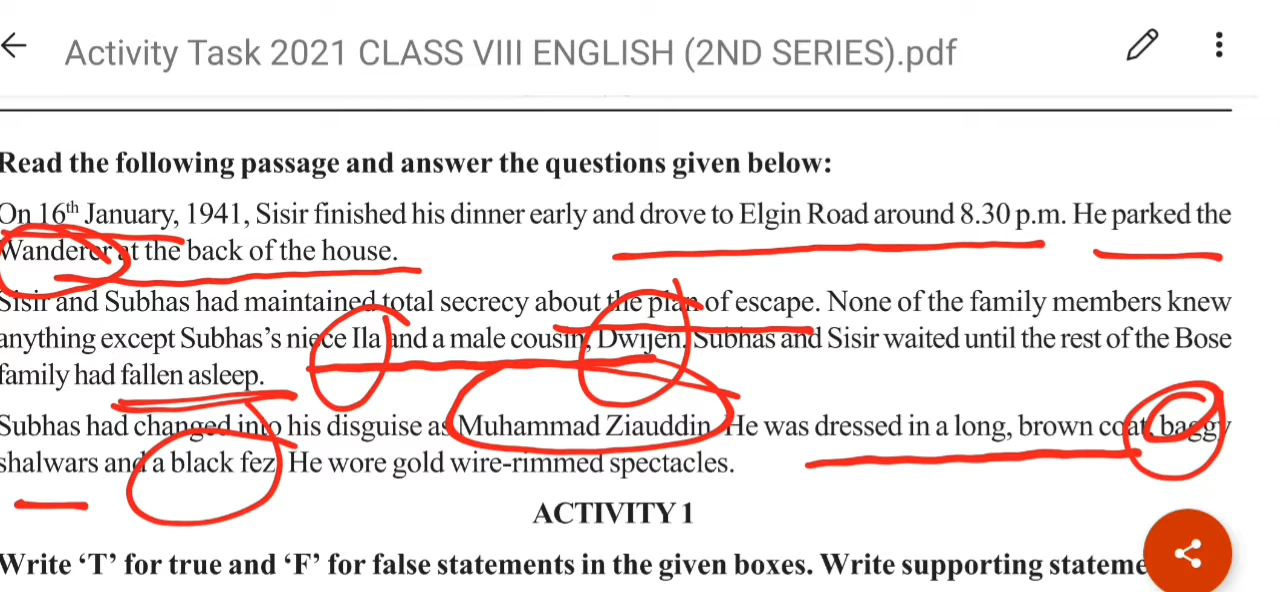 Activity Task 2021 CLASS VIII ENGLISH (2ND SERIES).pdf
Read the following passage and answer the questions given below:
On 16th January, 1941, Sisir finished his dinner early and drove to Elgin Road around 8.30 p.m. He parked the
Wanderer at the back of the house.
Sisir and Subhas had maintained total secrecy about the plan of escape. None of the family members knew
anything except Subhas's niece Ila and a male cousin, Dwijen. Subhas and Sisir waited until the rest of the Bose
family had fallen asleep.
Subhas had changed into his disguise as Muhammad Ziauddin. He was dressed in a long, brown coat, baggy
shalwars and a black fez. He wore gold wire-rimmed spectacles.
ACTIVITY 1
Write 'T' for true and 'F' for false statements in the given boxes. Write supporting stateme